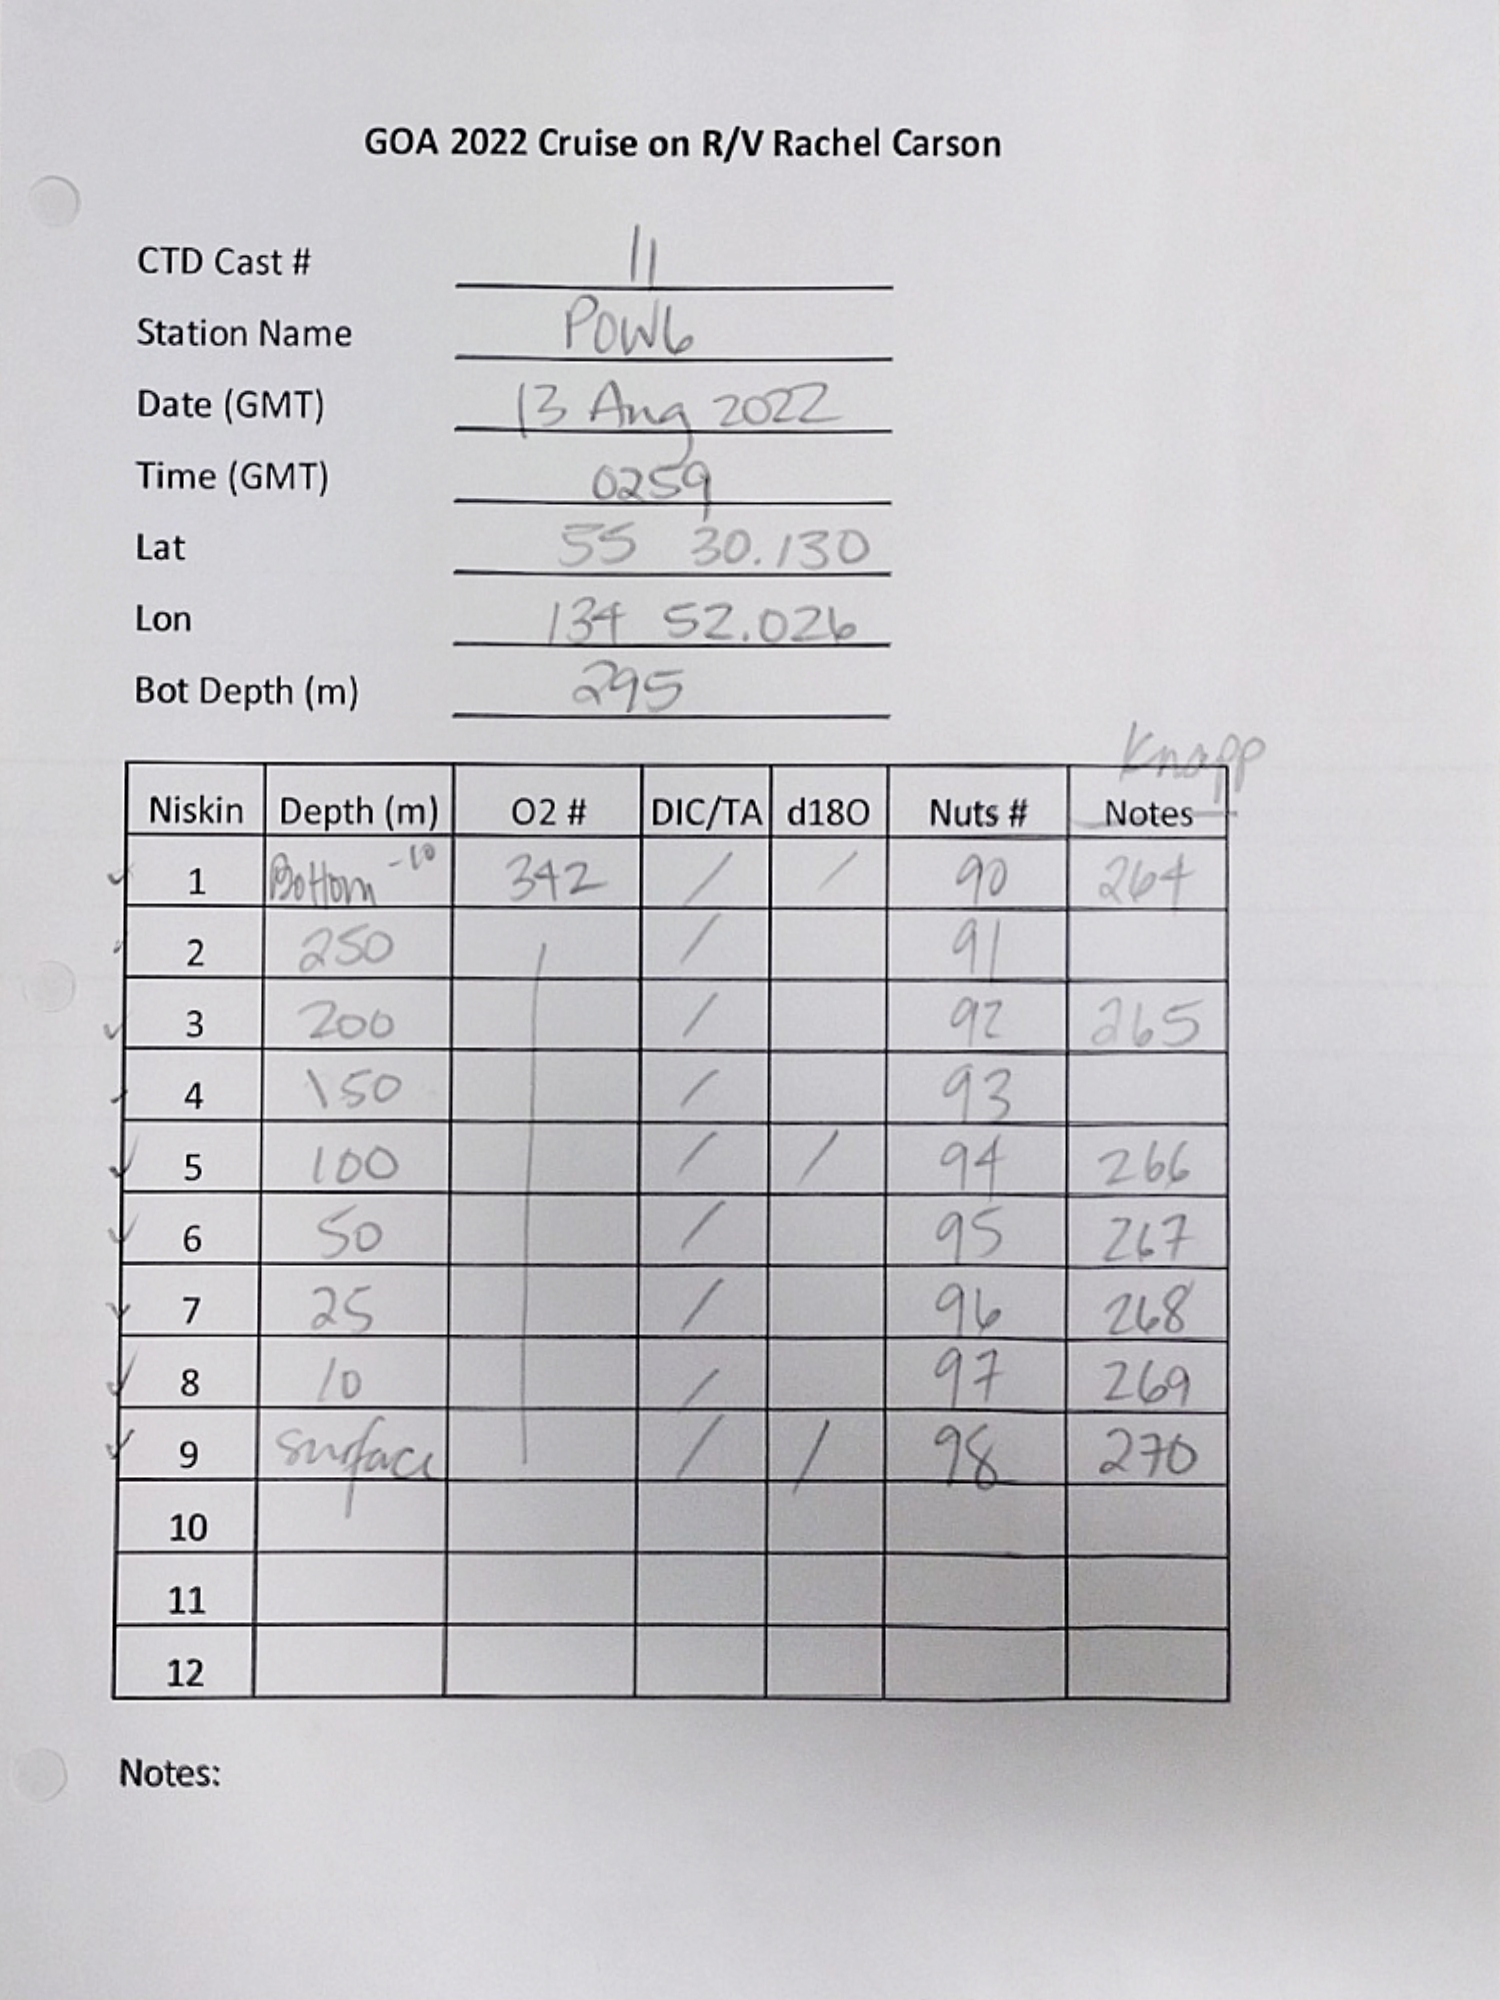 GOA 2022 Cruise on R/V Rachel Carson
CTD Cast # 11
Station Name POW6
Date (GMT) 13 Aug 2022
Time (GMT) 0259
Lat 55 30.130
Lon 134 52.026
Bot Depth (m) 295
Knapp
Niskin Depth (m) O2 # DIC/TA d18O Nuts # Notes
✓ 1 Bottom -10 342 / / 90 264
2 250 / 91
✓ 3 200 / 92 265
✓ 4 150 / 93
✓ 5 100 / / 94 266
✓ 6 50 / 95 267
✓ 7 25 / 96 268
✓ 8 10 / 97 269
✓ 9 surface / / 98 270
10
11
12
Notes: